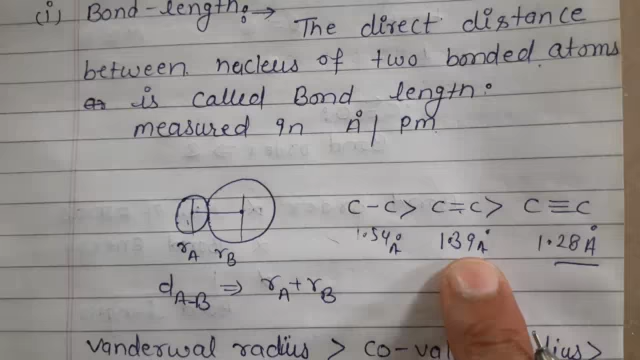 (i) Bond-length:→ The direct distance
between nucleus of two bonded atoms
is called Bond length.
measured in Å / pm
C-C > C=C > C≡C
1.54Å 1.39Å 1.28Å
rA rB
dA-B ⇒ rA+rB
vanderwal radius > co-val radius >